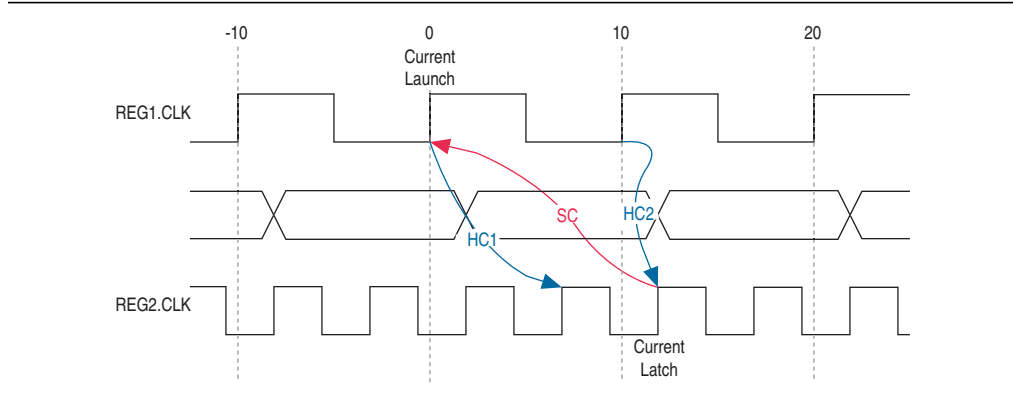 -10 0 10 20
Current
Launch
REG1.CLK
SC HC2
HC1
REG2.CLK
Current
Latch